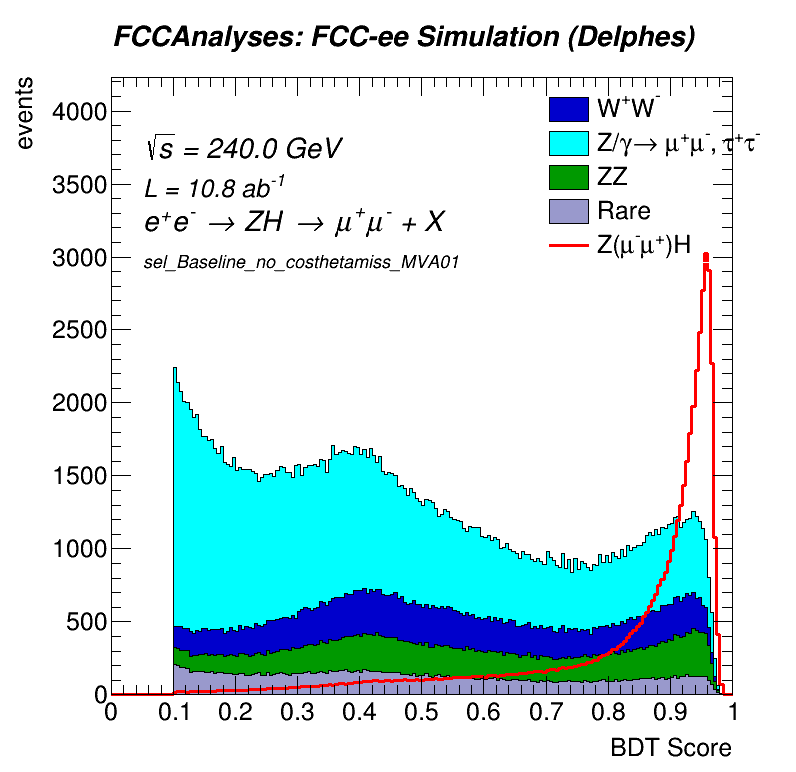 FCCAnalyses: FCC-ee Simulation (Delphes)
events
4000
3500
3000
2500
2000
1500
1000
500
0
√s = 240.0 GeV
L = 10.8 ab⁻¹
e⁺e⁻ → ZH → μ⁺μ⁻ + X
sel_Baseline_no_costhetamiss_MVA01
W⁺W⁻
Z/γ→ μ⁺μ⁻, τ⁺τ⁻
ZZ
Rare
Z(μ⁻μ⁺)H
0 0.1 0.2 0.3 0.4 0.5 0.6 0.7 0.8 0.9 1
BDT Score